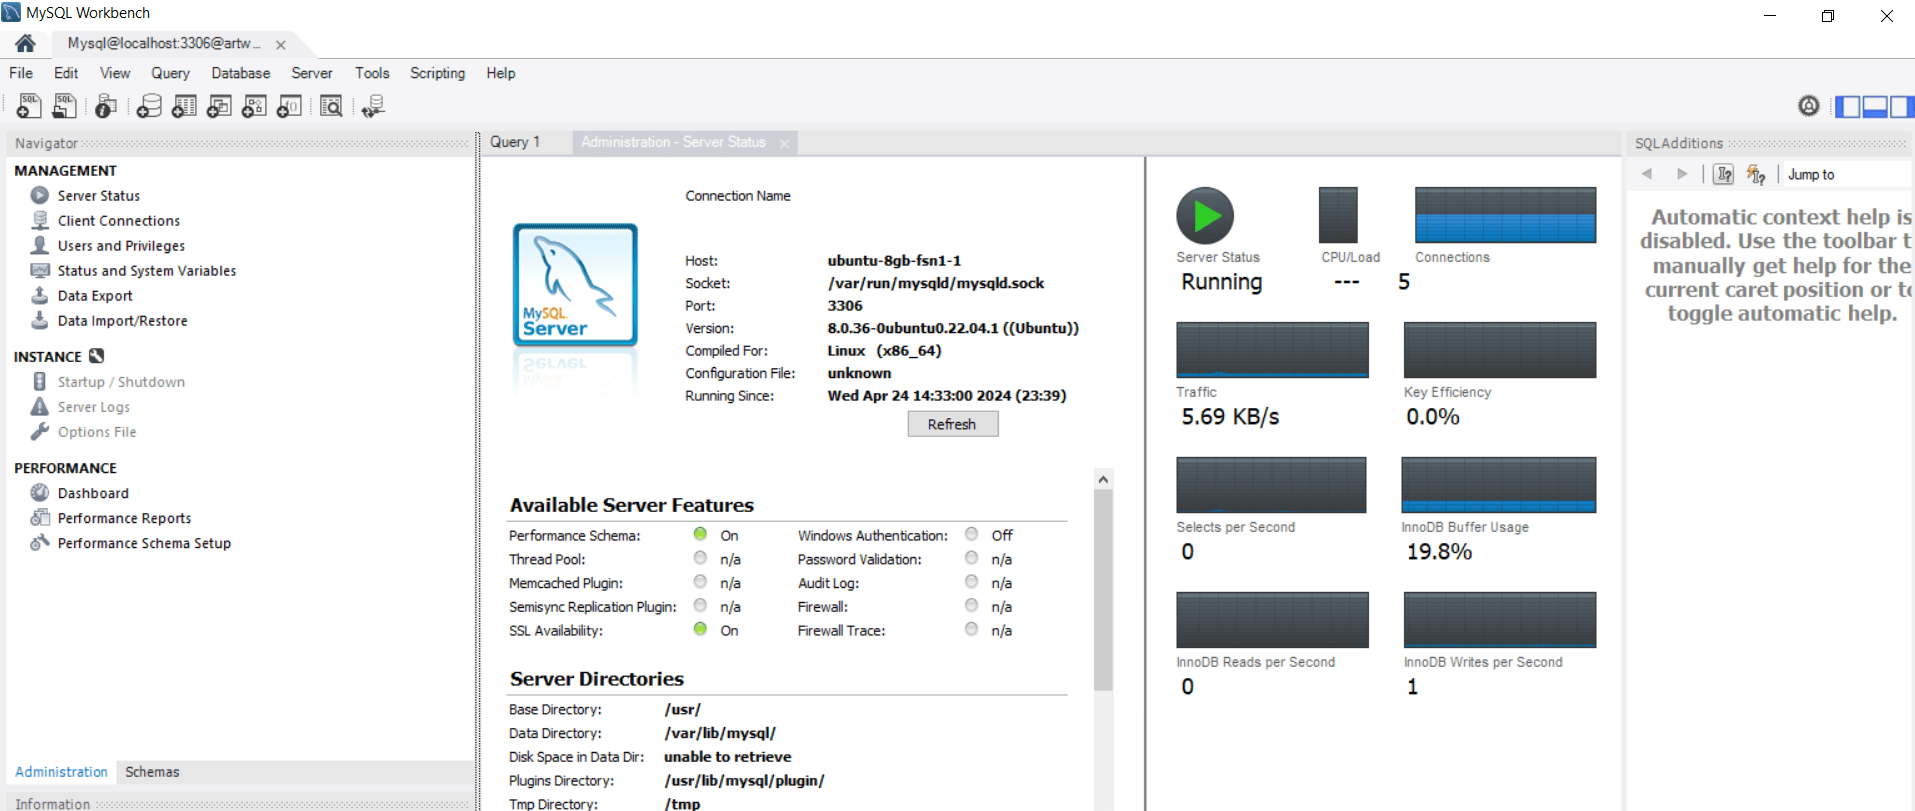 MySQL Workbench
Mysql@localhost:3306@artw ...
File Edit View Query Database Server Tools Scripting Help
Navigator
MANAGEMENT
Server Status
Client Connections
Users and Privileges
Status and System Variables
Data Export
Data Import/Restore
INSTANCE
Startup / Shutdown
Server Logs
Options File
PERFORMANCE
Dashboard
Performance Reports
Performance Schema Setup
Administration Schemas
Information
Query 1 Administration - Server Status
Connection Name
MySQL
Server
Host: ubuntu-8gb-fsn1-1
Socket: /var/run/mysqld/mysqld.sock
Port: 3306
Version: 8.0.36-0ubuntu0.22.04.1 ((Ubuntu))
Compiled For: Linux (x86_64)
Configuration File: unknown
Running Since: Wed Apr 24 14:33:00 2024 (23:39)
Refresh
Available Server Features
Performance Schema: On Windows Authentication: Off
Thread Pool: n/a Password Validation: n/a
Memcached Plugin: n/a Audit Log: n/a
Semisync Replication Plugin: n/a Firewall: n/a
SSL Availability: On Firewall Trace: n/a
Server Directories
Base Directory: /usr/
Data Directory: /var/lib/mysql/
Disk Space in Data Dir: unable to retrieve
Plugins Directory: /usr/lib/mysql/plugin/
Tmp Directory: /tmp
Server Status CPU/Load Connections
Running --- 5
Traffic Key Efficiency
5.69 KB/s 0.0%
Selects per Second InnoDB Buffer Usage
0 19.8%
InnoDB Reads per Second InnoDB Writes per Second
0 1
SQLAdditions
Jump to
Automatic context help is
disabled. Use the toolbar t
manually get help for the
current caret position or to
toggle automatic help.